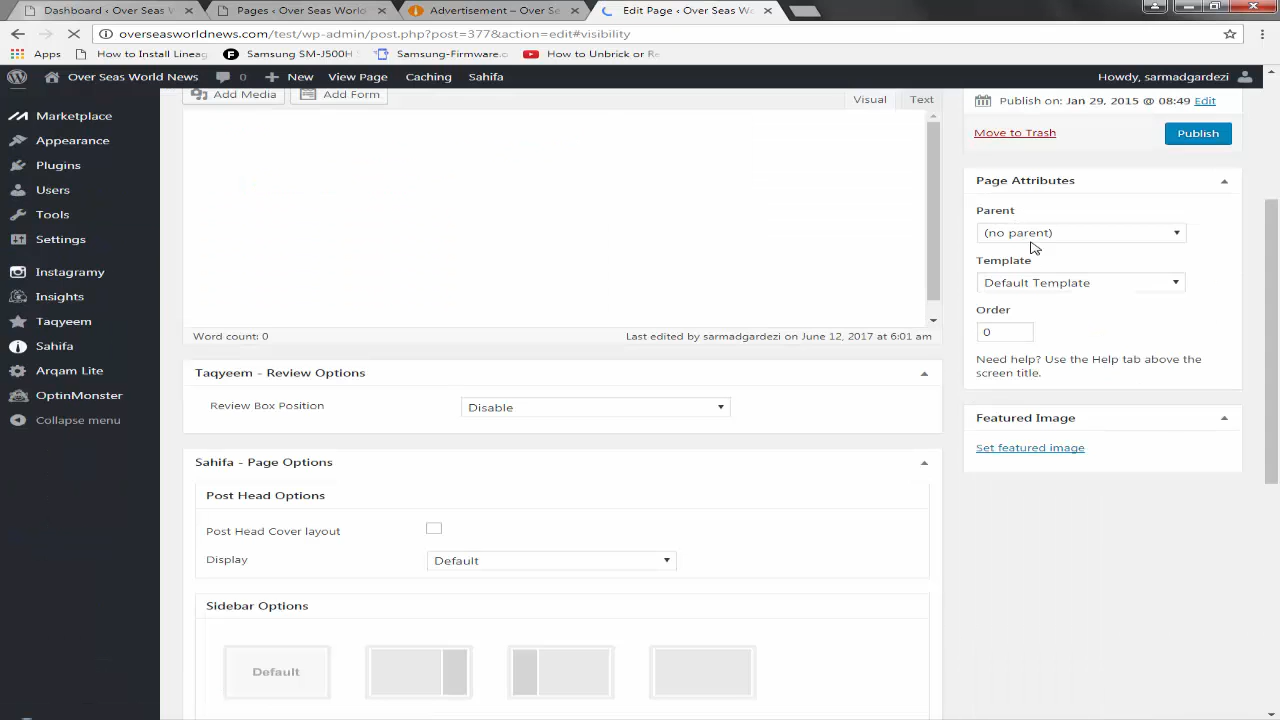 Dashboard ‹ Over Seas W
Pages ‹ Over Seas World
Advertisement – Over Se
Edit Page ‹ Over Seas Wo
overseasworldnews.com/test/wp-admin/post.php?post=377&action=edit#visibility
Apps
How to Install Lineag
Samsung SM-J500H
Samsung-Firmware.c
How to Unbrick or Re
Over Seas World News
0
New
View Page
Caching
Sahifa
Howdy, sarmadgardezi
Marketplace
Appearance
Plugins
Users
Tools
Settings
Instagramy
Insights
Taqyeem
Sahifa
Arqam Lite
OptinMonster
Collapse menu
Add Media
Add Form
Visual
Text
Word count: 0
Last edited by sarmadgardezi on June 12, 2017 at 6:01 am
Taqyeem - Review Options
Review Box Position
Disable
Sahifa - Page Options
Post Head Options
Post Head Cover layout
Display
Default
Sidebar Options
Default
Publish on: Jan 29, 2015 @ 08:49 Edit
Move to Trash
Publish
Page Attributes
Parent
(no parent)
Template
Default Template
Order
0
Need help? Use the Help tab above the
screen title.
Featured Image
Set featured image